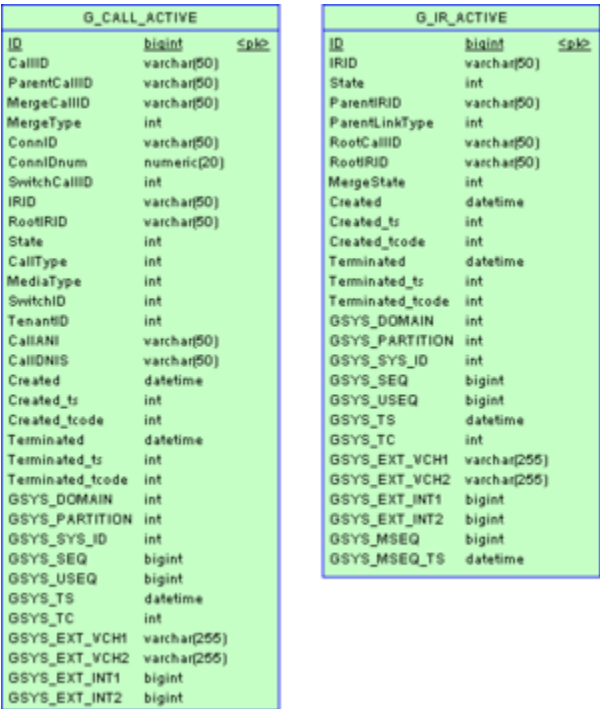 G_CALL_ACTIVE
ID bigint <pk>
CallID varchar(50)
ParentCallID varchar(50)
MergeCallID varchar(50)
MergeType int
ConnID varchar(50)
ConnIDnum numeric(20)
SwitchCallID int
IRID varchar(50)
RootIRID varchar(50)
State int
CallType int
MediaType int
SwitchID int
TenantID int
CallANI varchar(50)
CallDNIS varchar(50)
Created datetime
Created_ts int
Created_tcode int
Terminated datetime
Terminated_ts int
Terminated_tcode int
GSYS_DOMAIN int
GSYS_PARTITION int
GSYS_SYS_ID int
GSYS_SEQ bigint
GSYS_USEQ bigint
GSYS_TS datetime
GSYS_TC int
GSYS_EXT_VCH1 varchar(255)
GSYS_EXT_VCH2 varchar(255)
GSYS_EXT_INT1 bigint
GSYS_EXT_INT2 bigint
G_IR_ACTIVE
ID bigint <pk>
IRID varchar(50)
State int
ParentIRID varchar(50)
ParentLinkType int
RootCallID varchar(50)
RootIRID varchar(50)
MergeState int
Created datetime
Created_ts int
Created_tcode int
Terminated datetime
Terminated_ts int
Terminated_tcode int
GSYS_DOMAIN int
GSYS_PARTITION int
GSYS_SYS_ID int
GSYS_SEQ bigint
GSYS_USEQ bigint
GSYS_TS datetime
GSYS_TC int
GSYS_EXT_VCH1 varchar(255)
GSYS_EXT_VCH2 varchar(255)
GSYS_EXT_INT1 bigint
GSYS_EXT_INT2 bigint
GSYS_MSEQ bigint
GSYS_MSEQ_TS datetime